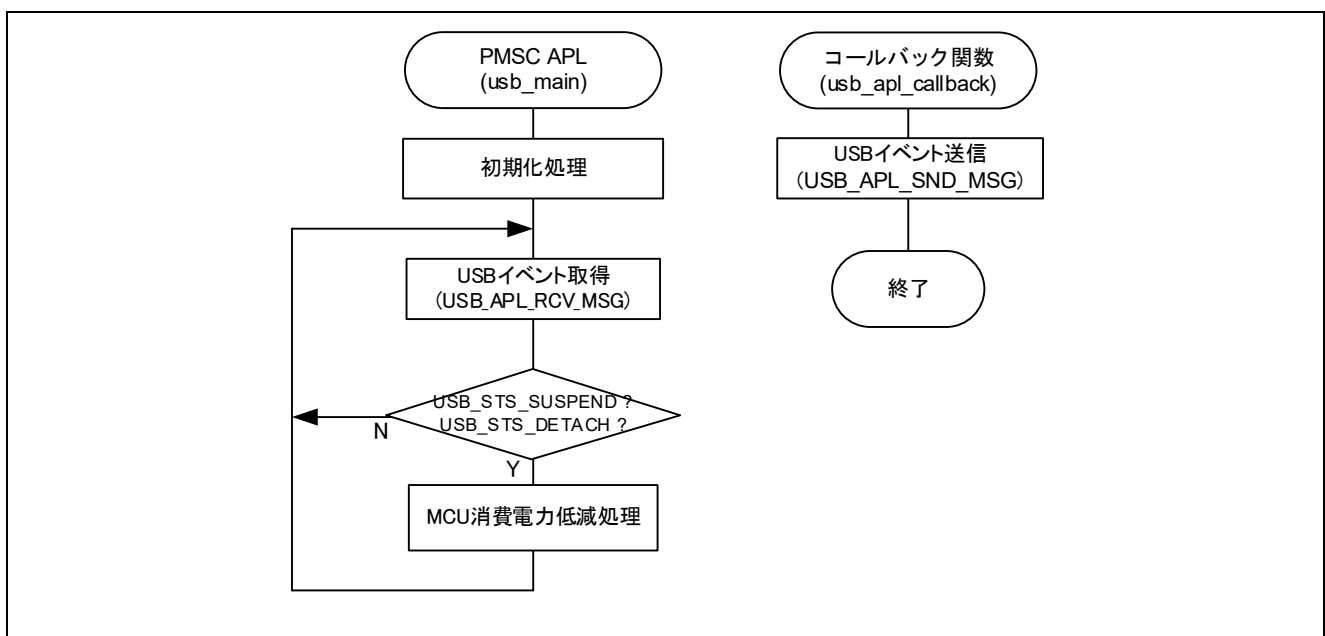 PMSC APL
(usb_main)
初期化処理
USBイベント取得
(USB_APL_RCV_MSG)
USB_STS_SUSPEND ?
USB_STS_DETACH ?
N
Y
MCU消費電力低減処理
コールバック関数
(usb_apl_callback)
USBイベント送信
(USB_APL_SND_MSG)
終了